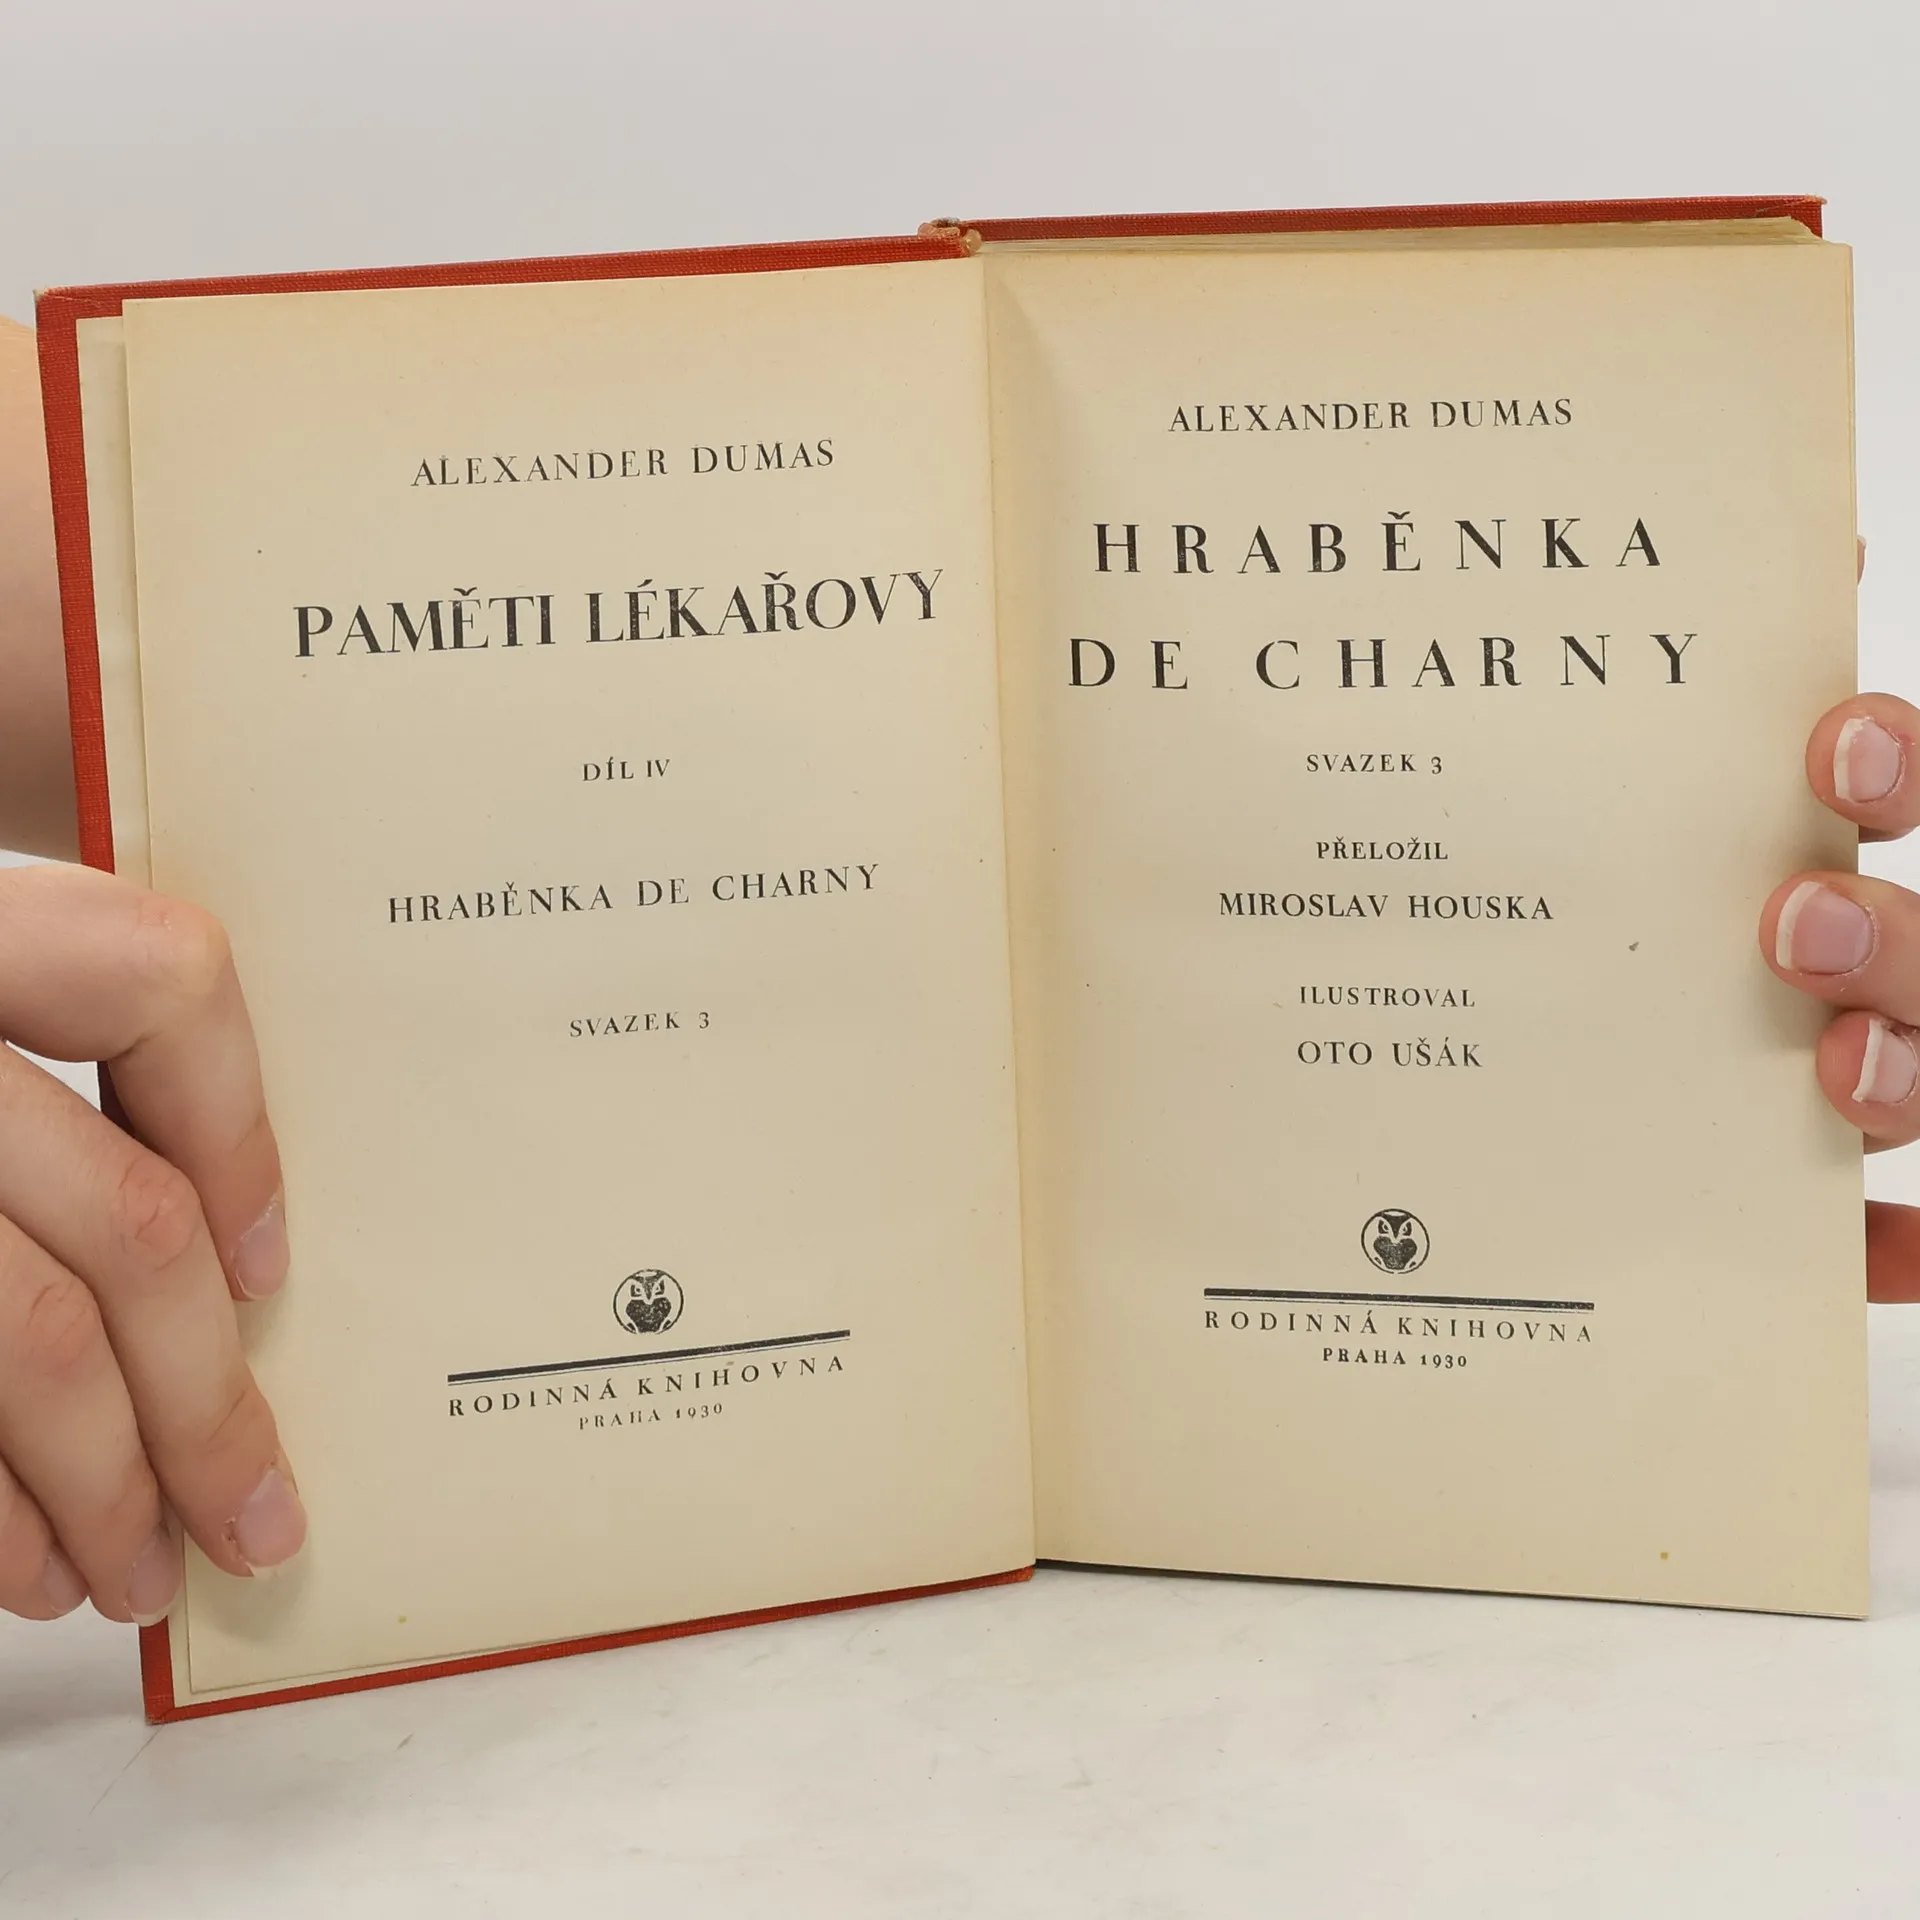 ALEXANDER DUMAS
PAMĚTI LÉKAŘOVY
DÍL IV
HRABĚNKA DE CHARNY
SVAZEK 3
RODINNÁ KNIHOVNA
PRAHA 1930
ALEXANDER DUMAS
HRABĚNKA
DE CHARNY
SVAZEK 3
PŘELOŽIL
MIROSLAV HOUSKA
ILUSTROVAL
OTO UŠÁK
RODINNÁ KNIHOVNA
PRAHA 1930